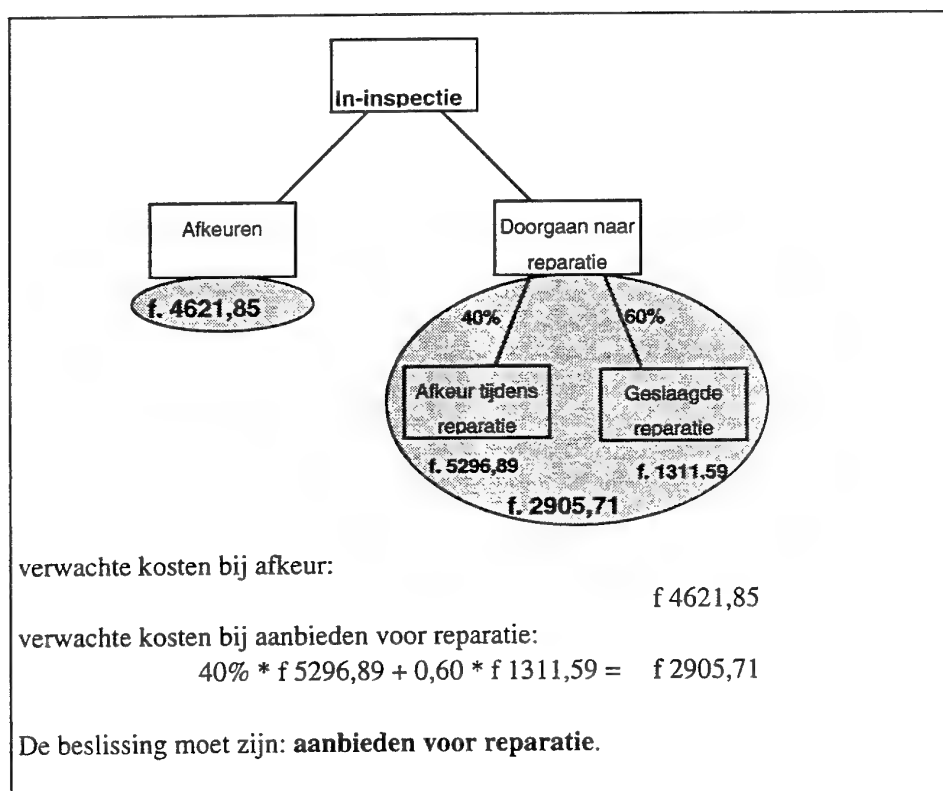 In-inspectie
Afkeuren
Doorgaan naar
reparatie
f. 4621,85
40%
60%
Afkeur tijdens
reparatie
Geslaagde
reparatie
f. 5296,89
f. 1311,59
f. 2905,71
verwachte kosten bij afkeur:
f 4621,85
verwachte kosten bij aanbieden voor reparatie:
40% * f 5296,89 + 0,60 * f 1311,59 = f 2905,71
De beslissing moet zijn: aanbieden voor reparatie.